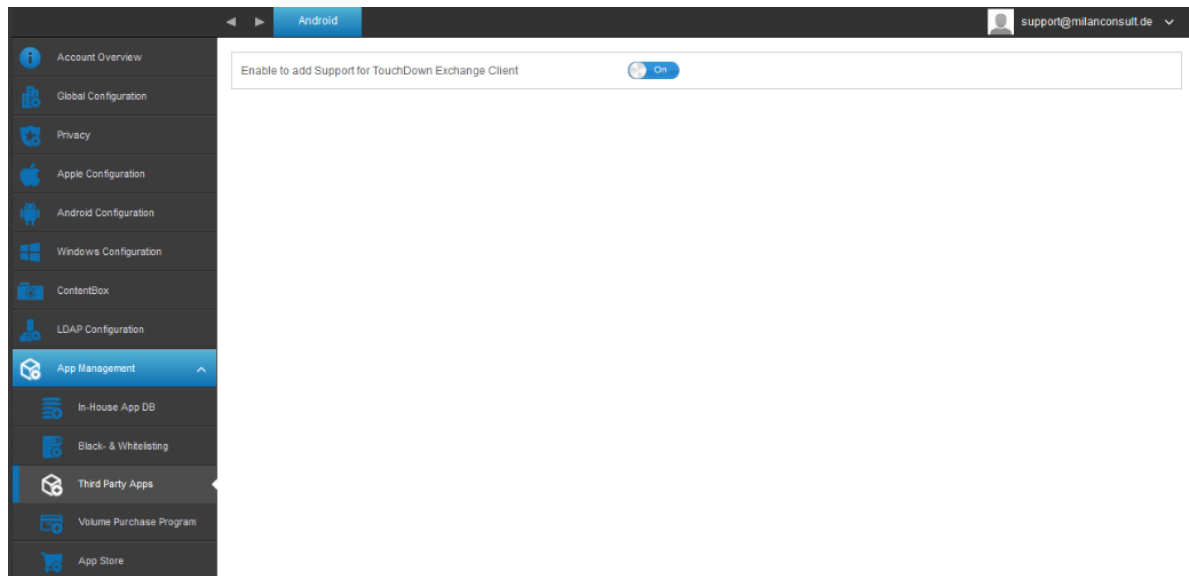 Android
support@milanconsult.de
Account Overview
Global Configuration
Privacy
Apple Configuration
Android Configuration
Windows Configuration
ContentBox
LDAP Configuration
App Management
In-House App DB
Black- & Whitelisting
Third Party Apps
Volume Purchase Program
App Store
Enable to add Support for TouchDown Exchange Client
On